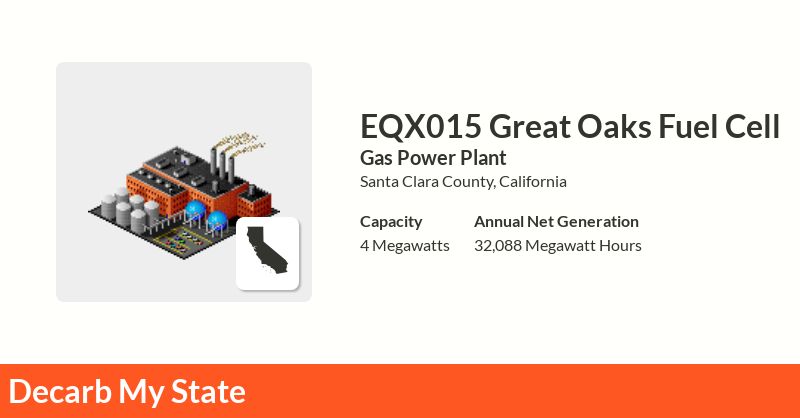 EQX015 Great Oaks Fuel Cell
Gas Power Plant
Santa Clara County, California
Capacity Annual Net Generation
4 Megawatts 32,088 Megawatt Hours
Decarb My State